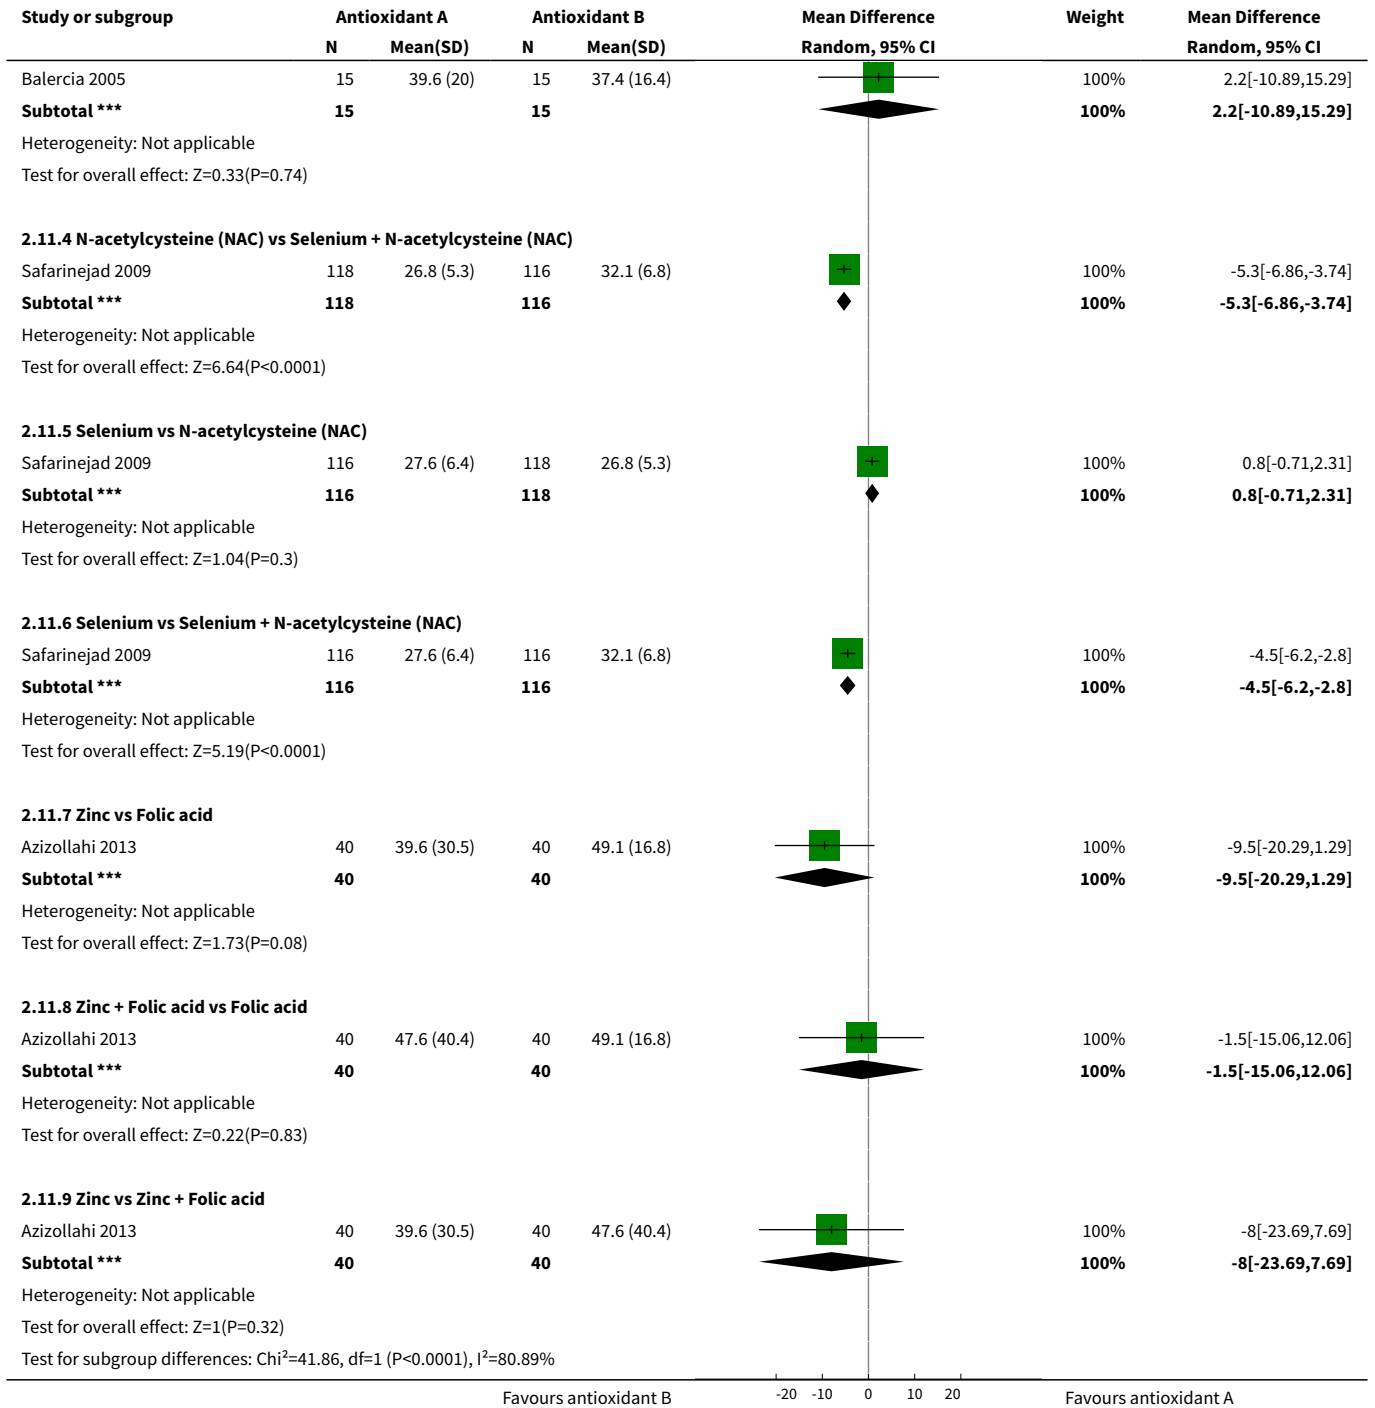 Study or subgroup Antioxidant A Antioxidant B Mean Difference Weight Mean Difference
N Mean(SD) N Mean(SD) Random, 95% CI Random, 95% CI
Balercia 2005 15 39.6 (20) 15 37.4 (16.4) 100% 2.2[-10.89,15.29]
Subtotal *** 15 15 100% 2.2[-10.89,15.29]
Heterogeneity: Not applicable
Test for overall effect: Z=0.33(P=0.74)
2.11.4 N-acetylcysteine (NAC) vs Selenium + N-acetylcysteine (NAC)
Safarinejad 2009 118 26.8 (5.3) 116 32.1 (6.8) 100% -5.3[-6.86,-3.74]
Subtotal *** 118 116 100% -5.3[-6.86,-3.74]
Heterogeneity: Not applicable
Test for overall effect: Z=6.64(P<0.0001)
2.11.5 Selenium vs N-acetylcysteine (NAC)
Safarinejad 2009 116 27.6 (6.4) 118 26.8 (5.3) 100% 0.8[-0.71,2.31]
Subtotal *** 116 118 100% 0.8[-0.71,2.31]
Heterogeneity: Not applicable
Test for overall effect: Z=1.04(P=0.3)
2.11.6 Selenium vs Selenium + N-acetylcysteine (NAC)
Safarinejad 2009 116 27.6 (6.4) 116 32.1 (6.8) 100% -4.5[-6.2,-2.8]
Subtotal *** 116 116 100% -4.5[-6.2,-2.8]
Heterogeneity: Not applicable
Test for overall effect: Z=5.19(P<0.0001)
2.11.7 Zinc vs Folic acid
Azizollahi 2013 40 39.6 (30.5) 40 49.1 (16.8) 100% -9.5[-20.29,1.29]
Subtotal *** 40 40 100% -9.5[-20.29,1.29]
Heterogeneity: Not applicable
Test for overall effect: Z=1.73(P=0.08)
2.11.8 Zinc + Folic acid vs Folic acid
Azizollahi 2013 40 47.6 (40.4) 40 49.1 (16.8) 100% -1.5[-15.06,12.06]
Subtotal *** 40 40 100% -1.5[-15.06,12.06]
Heterogeneity: Not applicable
Test for overall effect: Z=0.22(P=0.83)
2.11.9 Zinc vs Zinc + Folic acid
Azizollahi 2013 40 39.6 (30.5) 40 47.6 (40.4) 100% -8[-23.69,7.69]
Subtotal *** 40 40 100% -8[-23.69,7.69]
Heterogeneity: Not applicable
Test for overall effect: Z=1(P=0.32)
Test for subgroup differences: Chi²=41.86, df=1 (P<0.0001), I²=80.89%
Favours antioxidant B -20 -10 0 10 20 Favours antioxidant A